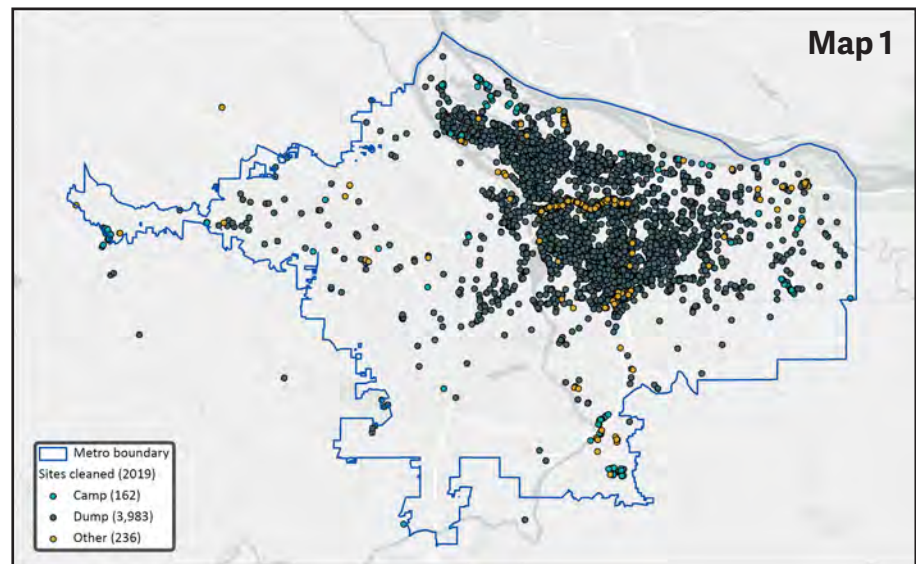 Map 1
Metro boundary
Sites cleaned (2019)
Camp (162)
Dump (3,983)
Other (236)